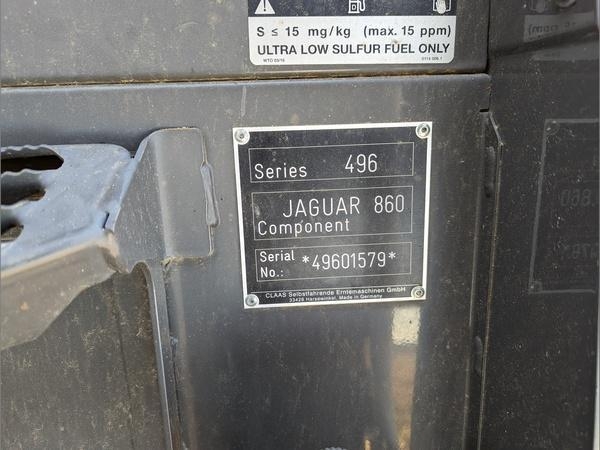 S ≤ 15 mg/kg (max. 15 ppm)
ULTRA LOW SULFUR FUEL ONLY
Series 496
JAGUAR 860
Component
Serial
No.: *49601579*
CLAAS Selbstfahrende Erntemaschinen GmbH
33428 Harsewinkel, Made in Germany